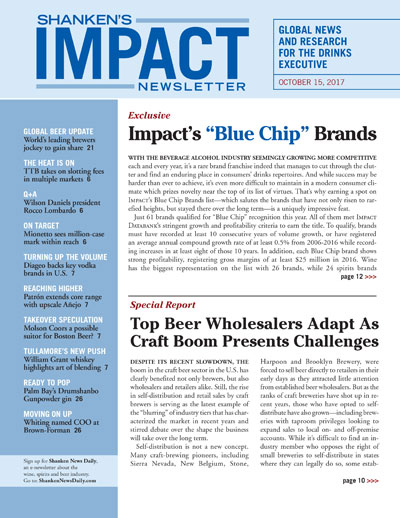 SHANKEN'S
IMPACT
NEWSLETTER
GLOBAL NEWS
AND RESEARCH
FOR THE DRINKS
EXECUTIVE
OCTOBER 15, 2017
GLOBAL BEER UPDATE
World's leading brewers
jockey to gain share 21
THE HEAT IS ON
TTB takes on slotting fees
in multiple markets 6
Q+A
Wilson Daniels president
Rocco Lombardo 6
ON TARGET
Mionetto sees million-case
mark within reach 6
TURNING UP THE VOLUME
Diageo backs key vodka
brands in U.S. 7
REACHING HIGHER
Patrón extends core range
with upscale Añejo 7
TAKEOVER SPECULATION
Molson Coors a possible
suitor for Boston Beer? 7
TULLAMORE'S NEW PUSH
William Grant whiskey
highlights art of blending 7
READY TO POP
Palm Bay's Drumshanbo
Gunpowder gin 26
MOVING ON UP
Whiting named COO at
Brown-Forman 26
Sign up for Shanken News Daily,
an e-newsletter about the
wine, spirits and beer industry.
Go to ShankenNewsDaily.com
Exclusive
Impact's “Blue Chip” Brands
WITH THE BEVERAGE ALCOHOL INDUSTRY SEEMINGLY GROWING MORE COMPETITIVE
each and every year, it's a rare brand franchise indeed that manages to cut through the clut-
ter and find an enduring place in consumers' drinks repertoires. And while success may be
harder than ever to achieve, it's even more difficult to maintain in a modern consumer cli-
mate which prizes novelty near the top of its list of virtues. That's why earning a spot on
IMPACT's Blue Chip Brands list—which salutes the brands that have not only risen to rar-
efied heights, but stayed there over the long term—is a uniquely impressive feat.
Just 61 brands qualified for “Blue Chip” recognition this year. All of them met IMPACT
DATABANK's stringent growth and profitability criteria to earn the title. To qualify, brands
must have recorded at least 10 consecutive years of volume growth, or have registered
an average annual compound growth rate of at least 0.5% from 2006-2016 while record-
ing increases in at least eight of those 10 years. In addition, each Blue Chip brand shows
strong profitability, registering gross margins of at least $25 million in 2016. Wine
has the biggest representation on the list with 26 brands, while 24 spirits brands
page 12 >>>
Special Report
Top Beer Wholesalers Adapt As
Craft Boom Presents Challenges
DESPITE ITS RECENT SLOWDOWN, THE
boom in the craft beer sector in the U.S. has
clearly benefited not only brewers, but also
wholesalers and retailers alike. Still, the rise
in self-distribution and retail sales by craft
brewers is serving as the latest example of
the “blurring” of industry tiers that has char-
acterized the market in recent years and
stirred debate over the shape the business
will take over the long term.
Self-distribution is not a new concept.
Many craft-brewing pioneers, including
Sierra Nevada, New Belgium, Stone,
Harpoon and Brooklyn Brewery, were
forced to sell beer directly to retailers in their
early days as they attracted little attention
from established beer wholesalers. But as the
ranks of craft breweries have shot up in re-
cent years, those who have opted to self-
distribute have also grown—including brew-
eries with taproom privileges looking to
expand sales to local on- and off-premise
accounts. While it's difficult to find an in-
dustry member who opposes the right of
small breweries to self-distribute in states
where they can legally do so, some estab-
page 10 >>>